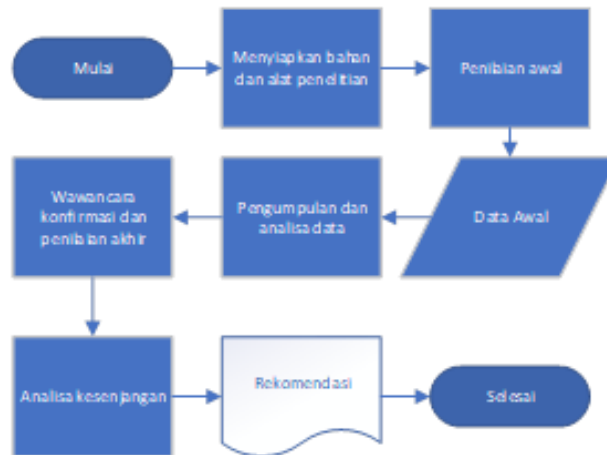 Mulai
Menyiapkan bahan
dan alat penelitian
Penilaian awal
Data Awal
Pengumpulan dan
analisa data
Wawancara
konfirmasi dan
penilaian akhir
Analisa kesenjangan
Rekomendasi
Selesai